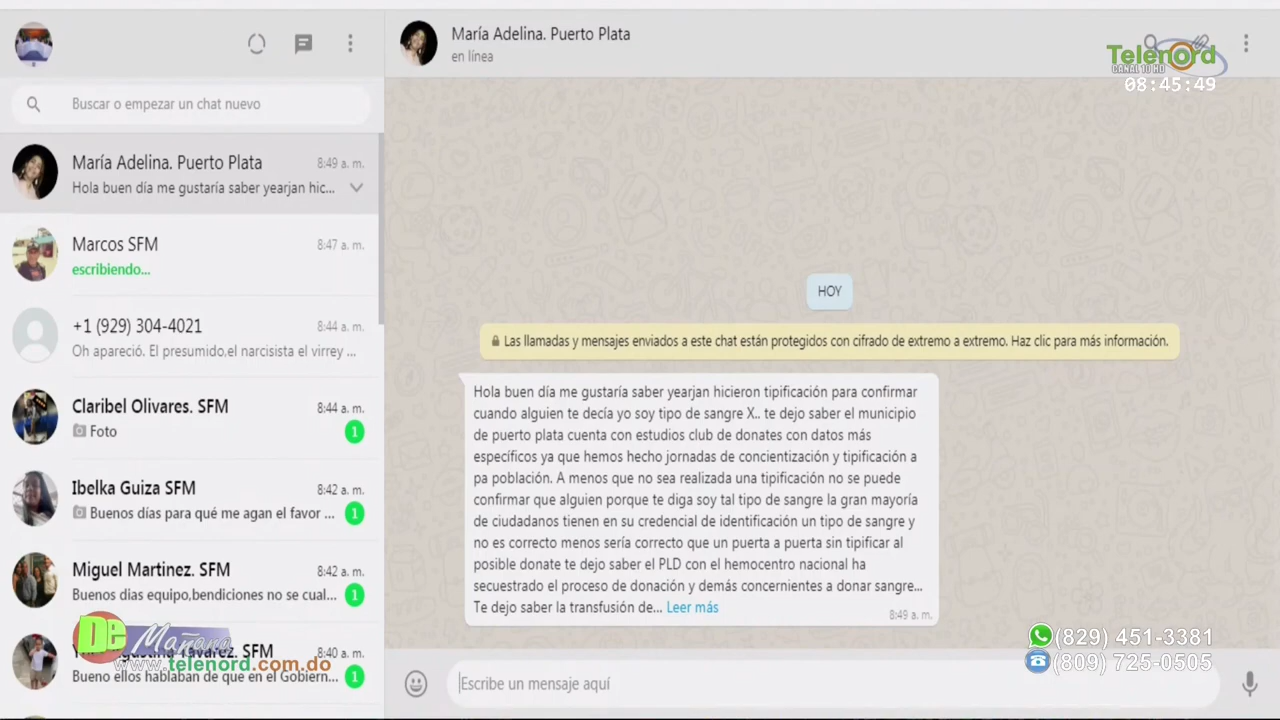 María Adelina. Puerto Plata
en línea
Telenord
CANAL 10 HD
08:45:49
Buscar o empezar un chat nuevo
María Adelina. Puerto Plata
8:49 a. m.
Hola buen día me gustaría saber yearjan hic...
Marcos SFM
8:47 a. m.
escribiendo...
+1 (929) 304-4021
8:44 a. m.
Oh apareció. El presumido,el narcisista el virrey ...
Claribel Olivares. SFM
8:44 a. m.
Foto
1
Ibelka Guiza SFM
8:42 a. m.
Buenos días para qué me agan el favor ...
1
Miguel Martinez. SFM
8:42 a. m.
Buenos dias equipo,bendiciones no se cual...
1
Tavarez. SFM
8:40 a. m.
Bueno ellos hablaban de que en el Gobiern...
1
De Mañana
www.telenord.com.do
HOY
Las llamadas y mensajes enviados a este chat están protegidos con cifrado de extremo a extremo. Haz clic para más información.
Hola buen día me gustaría saber yearjan hicieron tipificación para confirmar
cuando alguien te decía yo soy tipo de sangre X.. te dejo saber el municipio
de puerto plata cuenta con estudios club de donates con datos más
específicos ya que hemos hecho jornadas de concientización y tipificación a
pa población. A menos que no sea realizada una tipificación no se puede
confirmar que alguien porque te diga soy tal tipo de sangre la gran mayoría
de ciudadanos tienen en su credencial de identificación un tipo de sangre y
no es correcto menos sería correcto que un puerta a puerta sin tipificar al
posible donate te dejo saber el PLD con el hemocentro nacional ha
secuestrado el proceso de donación y demás concernientes a donar sangre...
Te dejo saber la transfusión de... Leer más
8:49 a. m.
(829) 451-3381
(809) 725-0505
Escribe un mensaje aquí